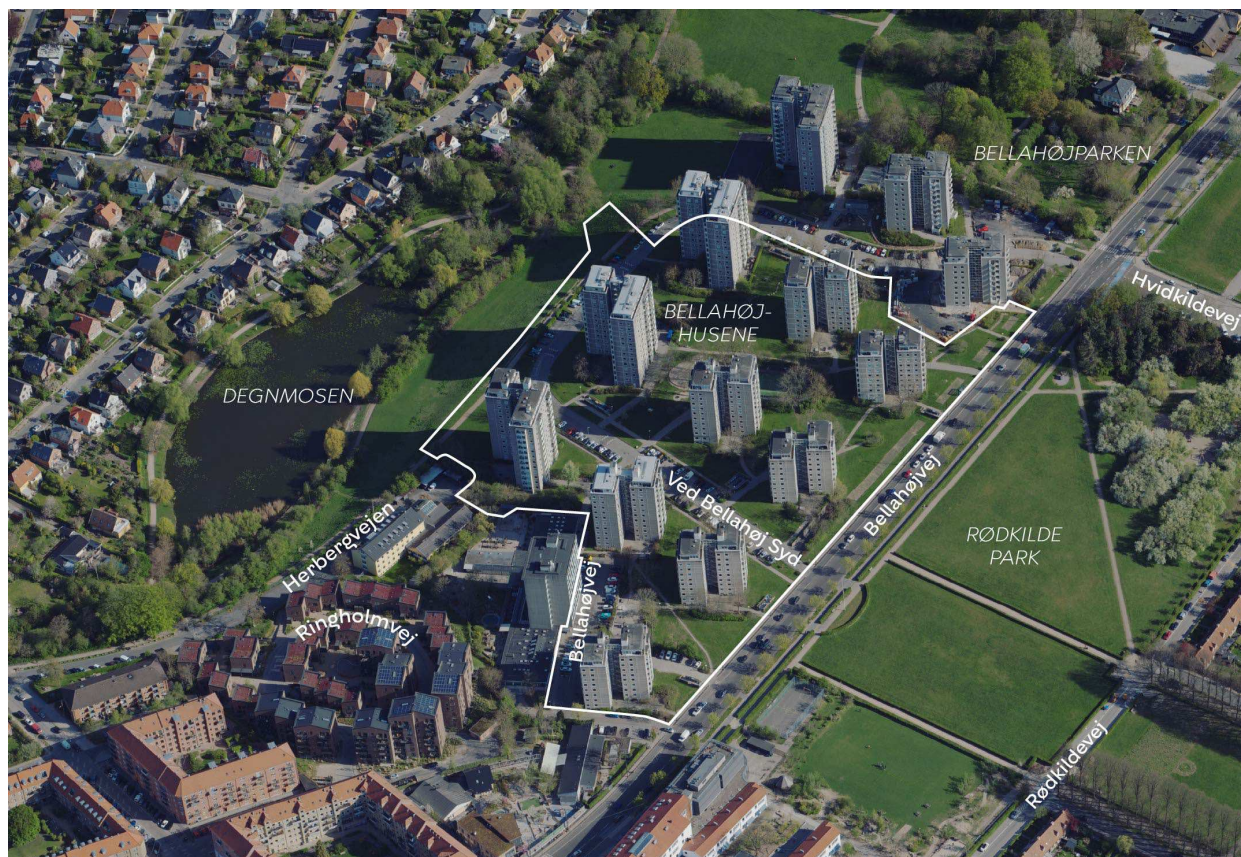 BELLAHØJPARKEN
Hvidkildevej
BELLAHØJ-
HUSENE
DEGNMOSEN
Ved Bellahøj Syd
Bellahøjvej
RØDKILDE
PARK
Herbergvejen
Bellahøjvej
Ringholmvej
Rødkildevej